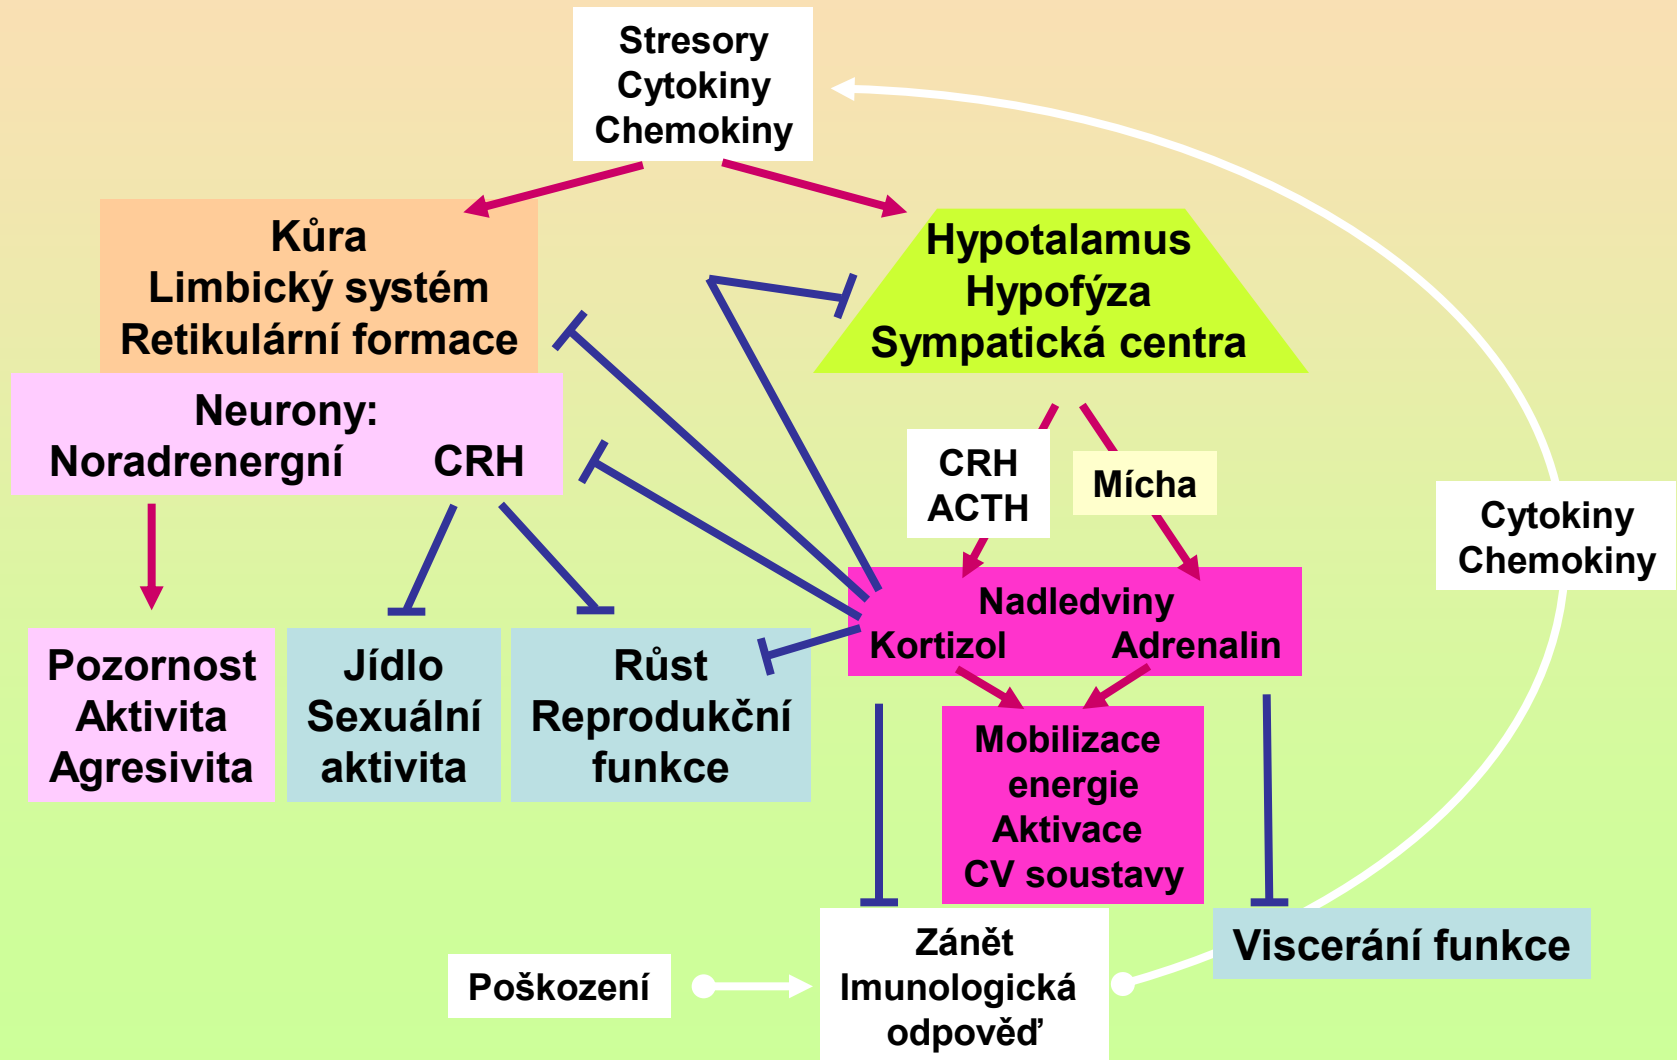 Stresory
Cytokiny
Chemokiny
Kůra
Limbický systém
Retikulární formace
Hypotalamus
Hypofýza
Sympatická centra
Neurony:
Noradrenergní CRH
CRH
ACTH
Mícha
Cytokiny
Chemokiny
Nadledviny
Kortizol Adrenalin
Pozornost
Aktivita
Agresivita
Jídlo
Sexuální
aktivita
Růst
Reprodukční
funkce
Mobilizace
energie
Aktivace
CV soustavy
Poškození
Zánět
Imunologická
odpověď
Viscerání funkce